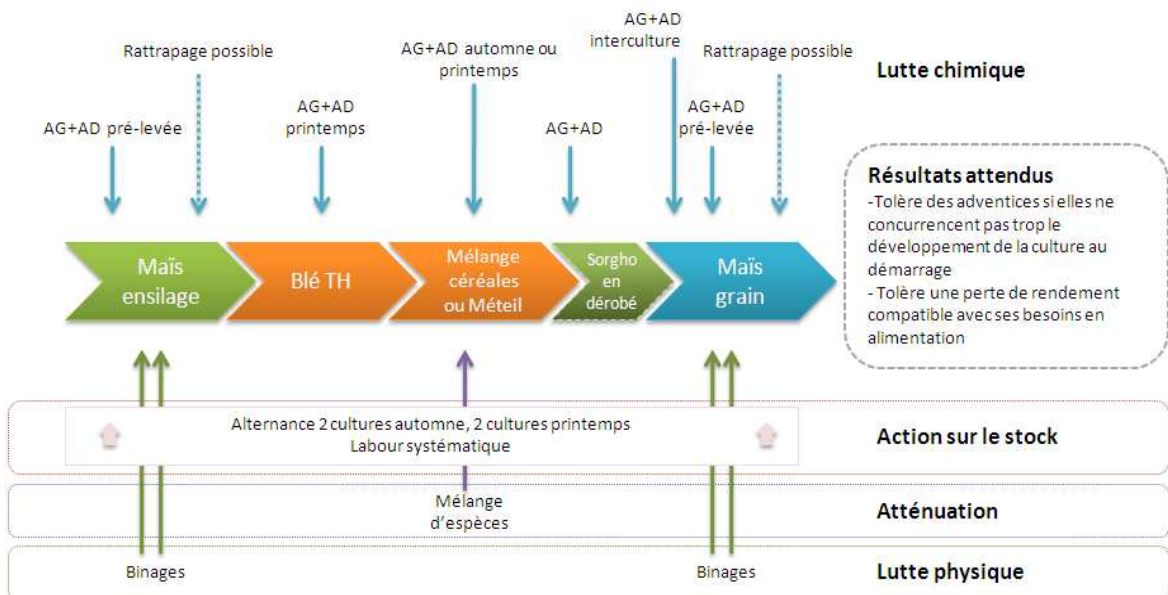 AG+AD
interculture
Rattrapage possible
AG+AD automne ou
printemps
Rattrapage possible
Lutte chimique
AG+AD pré-levée
AG+AD
printemps
AG+AD
AG+AD
pré-levée
Résultats attendus
-Tolère des adventices si elles ne
concurrencent pas trop le
développement de la culture au
démarrage
- Tolère une perte de rendement
compatible avec ses besoins en
alimentation
Maïs
ensilage
Blé TH
Mélange
céréales
ou Méteil
Sorgho
en
dérobé
Maïs
grain
Alternance 2 cultures automne, 2 cultures printemps
Labour systématique
Action sur le stock
Mélange
d'espèces
Atténuation
Binages
Binages
Lutte physique